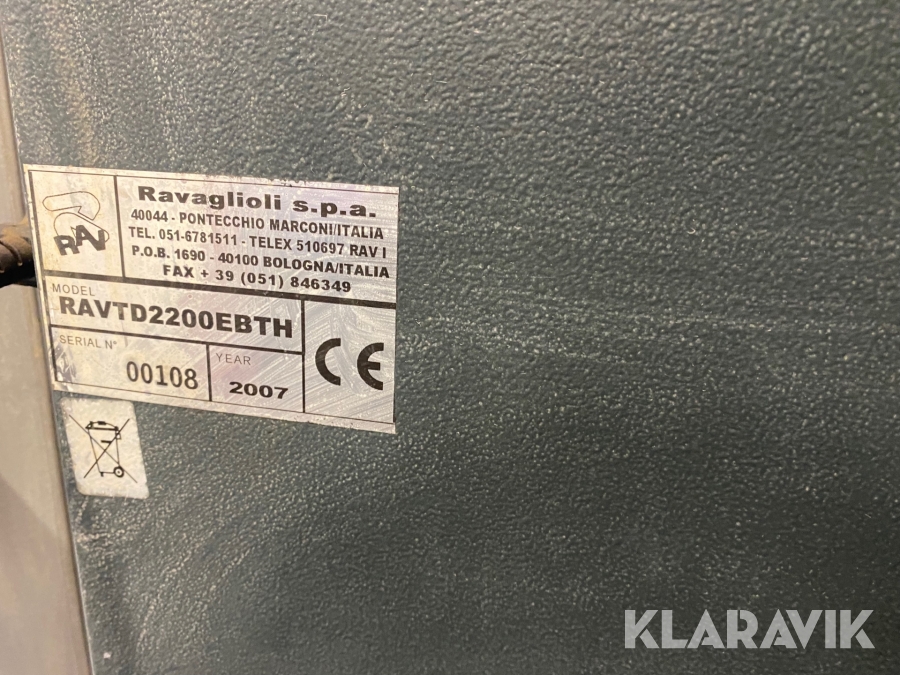 Ravaglioli s.p.a.
40044 - PONTECCHIO MARCONI/ITALIA
TEL. 051-6781511 - TELEX 510697 RAV I
P.O.B. 1690 - 40100 BOLOGNA/ITALIA
FAX + 39 (051) 846349
RAV
MODEL
RAVTD2200EBTH
SERIAL N°
00108
YEAR
2007
CE
KLARAVIK